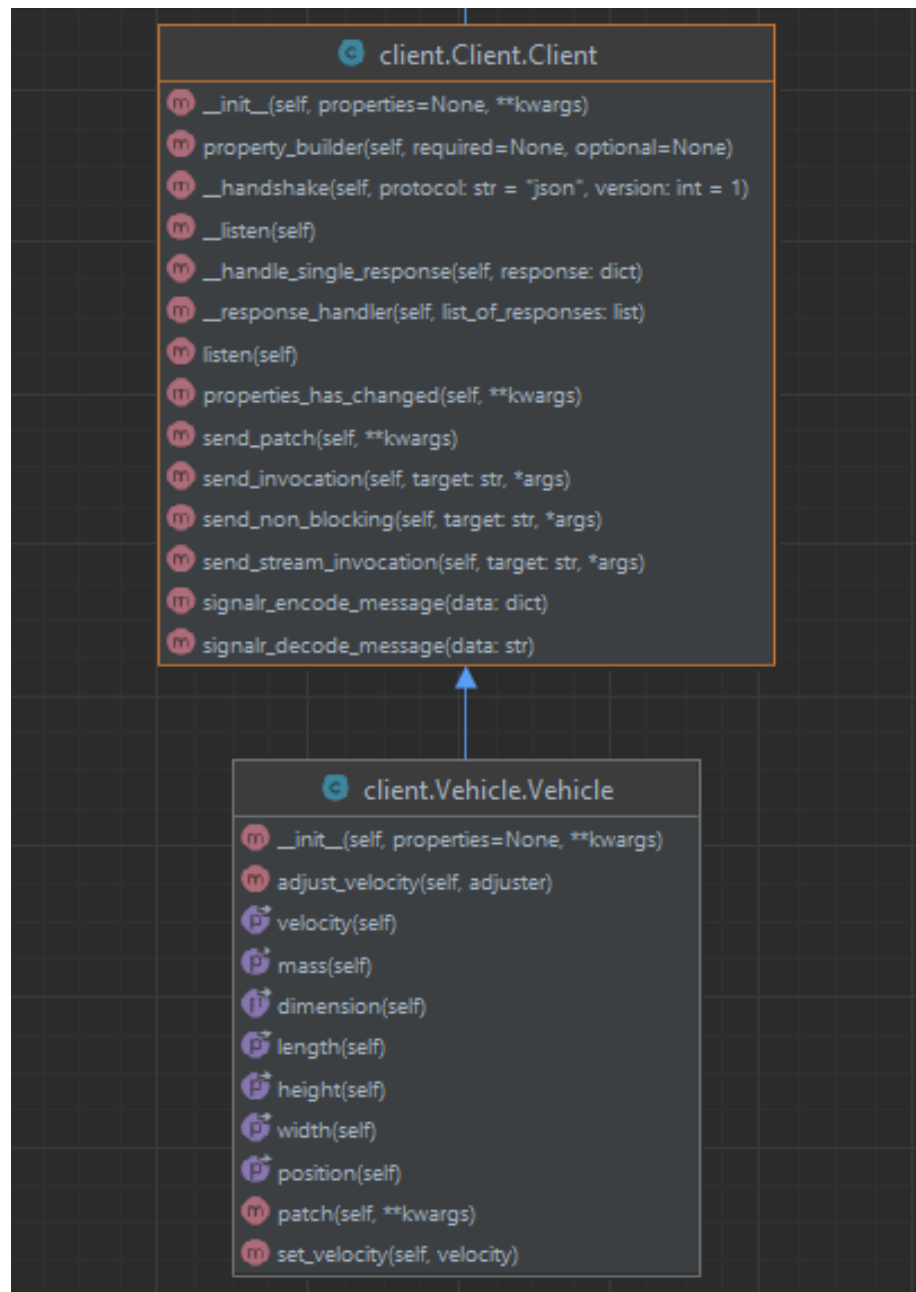 client.Client.Client
__init__(self, properties=None, **kwargs)
property_builder(self, required=None, optional=None)
__handshake(self, protocol: str = "json", version: int = 1)
__listen(self)
__handle_single_response(self, response: dict)
__response_handler(self, list_of_responses: list)
listen(self)
properties_has_changed(self, **kwargs)
send_patch(self, **kwargs)
send_invocation(self, target: str, *args)
send_non_blocking(self, target: str, *args)
send_stream_invocation(self, target: str, *args)
signalr_encode_message(data: dict)
signalr_decode_message(data: str)
client.Vehicle.Vehicle
__init__(self, properties=None, **kwargs)
adjust_velocity(self, adjuster)
velocity(self)
mass(self)
dimension(self)
length(self)
height(self)
width(self)
position(self)
patch(self, **kwargs)
set_velocity(self, velocity)